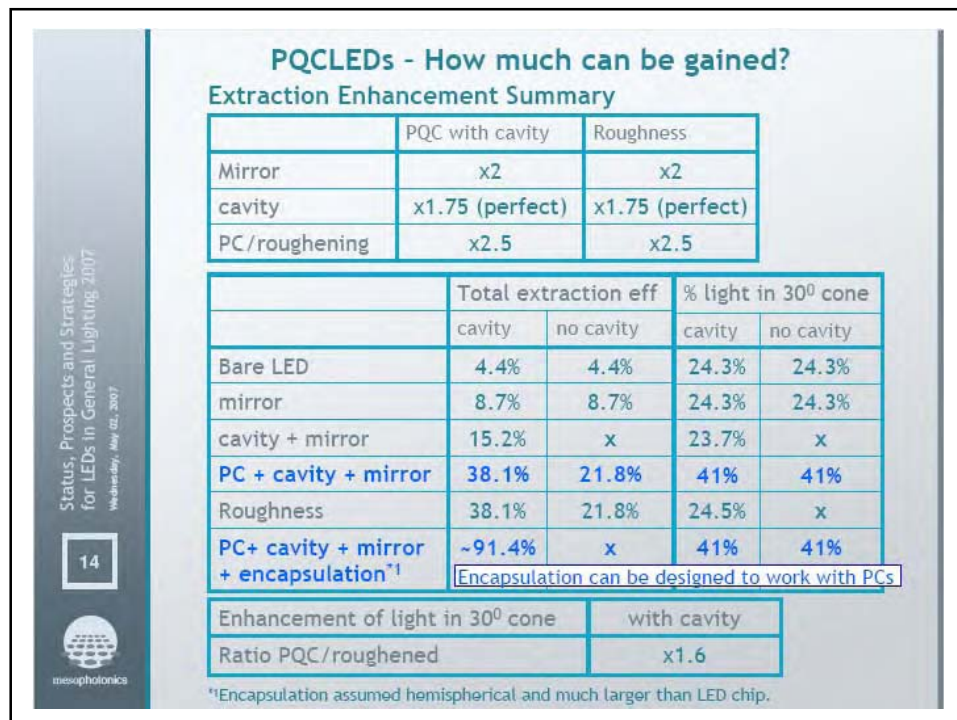 PQCLEDs - How much can be gained?
Extraction Enhancement Summary
PQC with cavity Roughness
Mirror x2 x2
cavity x1.75 (perfect) x1.75 (perfect)
PC/roughening x2.5 x2.5
Total extraction eff % light in 30⁰ cone
cavity no cavity cavity no cavity
Bare LED 4.4% 4.4% 24.3% 24.3%
mirror 8.7% 8.7% 24.3% 24.3%
cavity + mirror 15.2% x 23.7% x
PC + cavity + mirror 38.1% 21.8% 41% 41%
Roughness 38.1% 21.8% 24.5% x
PC+ cavity + mirror ~91.4% x 41% 41%
+ encapsulation*1 Encapsulation can be designed to work with PCs
Enhancement of light in 30⁰ cone with cavity
Ratio PQC/roughened x1.6
*1Encapsulation assumed hemispherical and much larger than LED chip.
Status, Prospects and Strategies
for LEDs in General Lighting 2007
Wednesday, May 02, 2007
14
mesophotonics